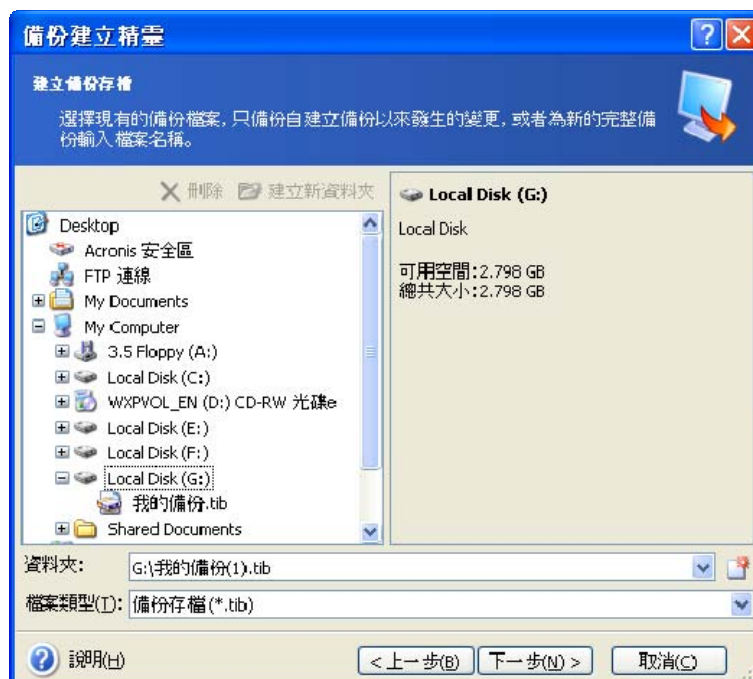 備份建立精靈
建立備份存檔
選擇現有的備份檔案，只備份自建立備份以來發生的變更，或者為新的完整備
份輸入檔案名稱。
刪除 建立新資料夾
Desktop
Acronis 安全區
FTP 連線
My Documents
My Computer
3.5 Floppy (A:)
Local Disk (C:)
WXPVOL_EN (D:) CD-RW 光碟e
Local Disk (E:)
Local Disk (F:)
Local Disk (G:)
我的備份.tib
Shared Documents
Local Disk (G:)
Local Disk
可用空間:2.798 GB
總共大小:2.798 GB
資料夾: G:\我的備份(1).tib
檔案類型(T): 備份存檔(*.tib)
說明(H) <上一步(B) 下一步(N) > 取消(C)